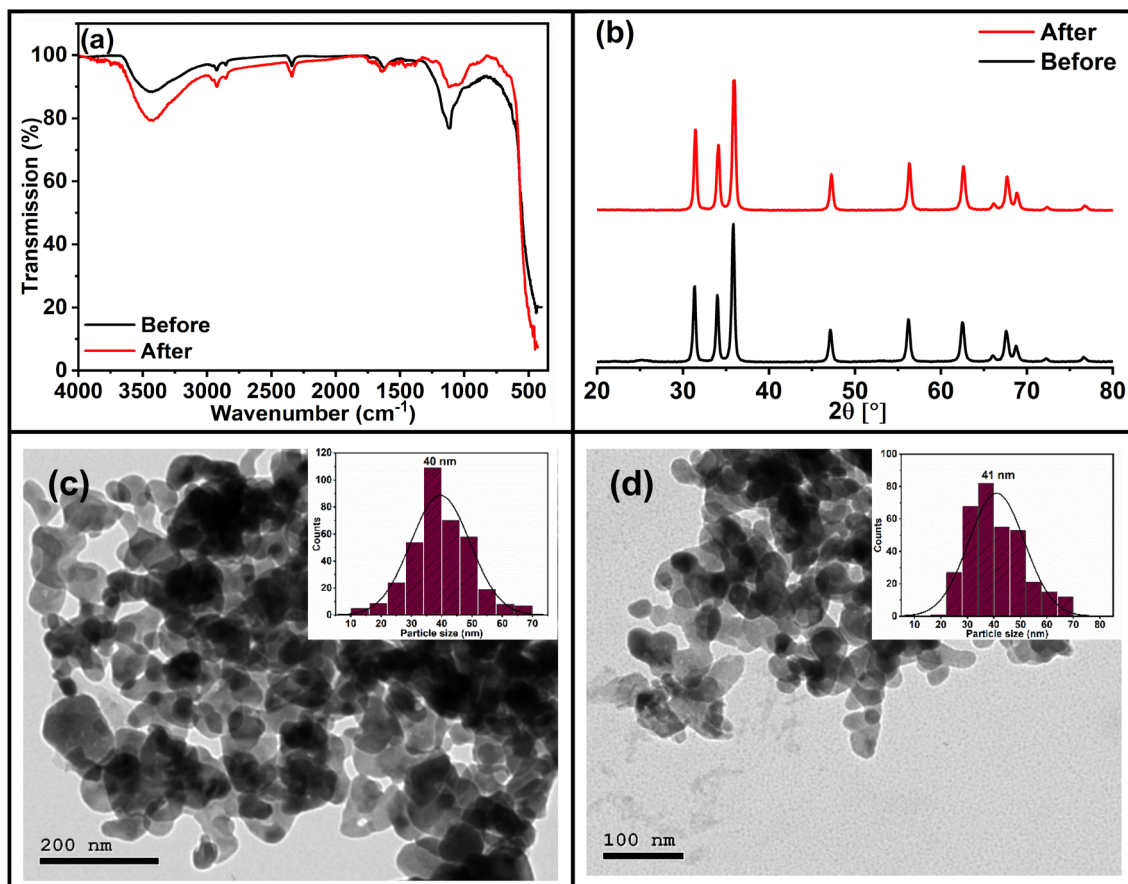 (a)
100
80
60
40
20
0
Transmission (%)
Before
After
4000 3500 3000 2500 2000 1500 1000 500
Wavenumber (cm⁻¹)
(b)
After
Before
20 30 40 50 60 70 80
2θ [°]
(c)
40 nm
120
100
80
60
40
20
0
Counts
10 20 30 40 50 60 70
Particle size (nm)
200 nm
(d)
41 nm
100
80
60
40
20
0
Counts
10 20 30 40 50 60 70 80
Particle size (nm)
100 nm